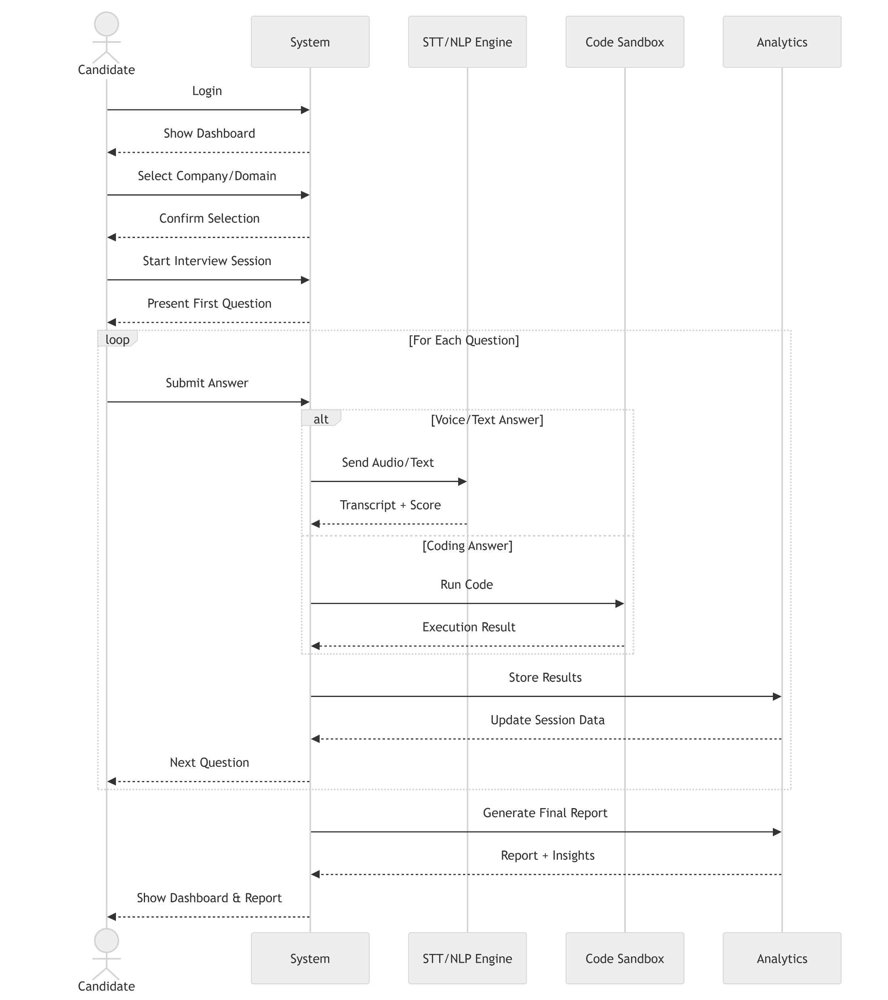 Candidate
System
STT/NLP Engine
Code Sandbox
Analytics
Login
Show Dashboard
Select Company/Domain
Confirm Selection
Start Interview Session
Present First Question
loop
[For Each Question]
Submit Answer
alt
[Voice/Text Answer]
Send Audio/Text
Transcript + Score
[Coding Answer]
Run Code
Execution Result
Store Results
Update Session Data
Next Question
Generate Final Report
Report + Insights
Show Dashboard & Report
Candidate
System
STT/NLP Engine
Code Sandbox
Analytics